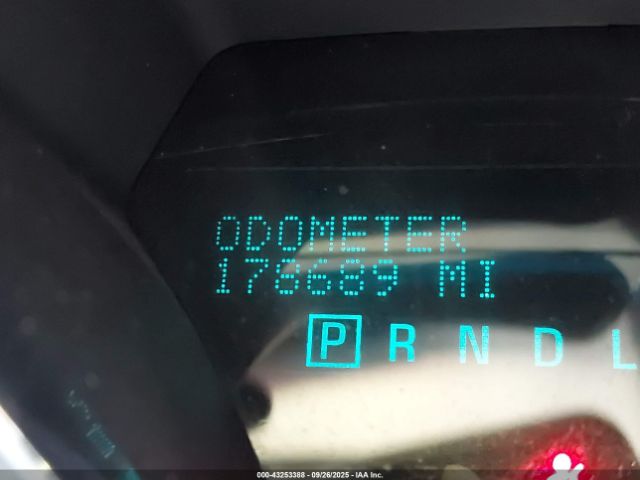 ODOMETER
178689 MI
P R N D L
000-43253388 - 09/26/2025 - IAA Inc.